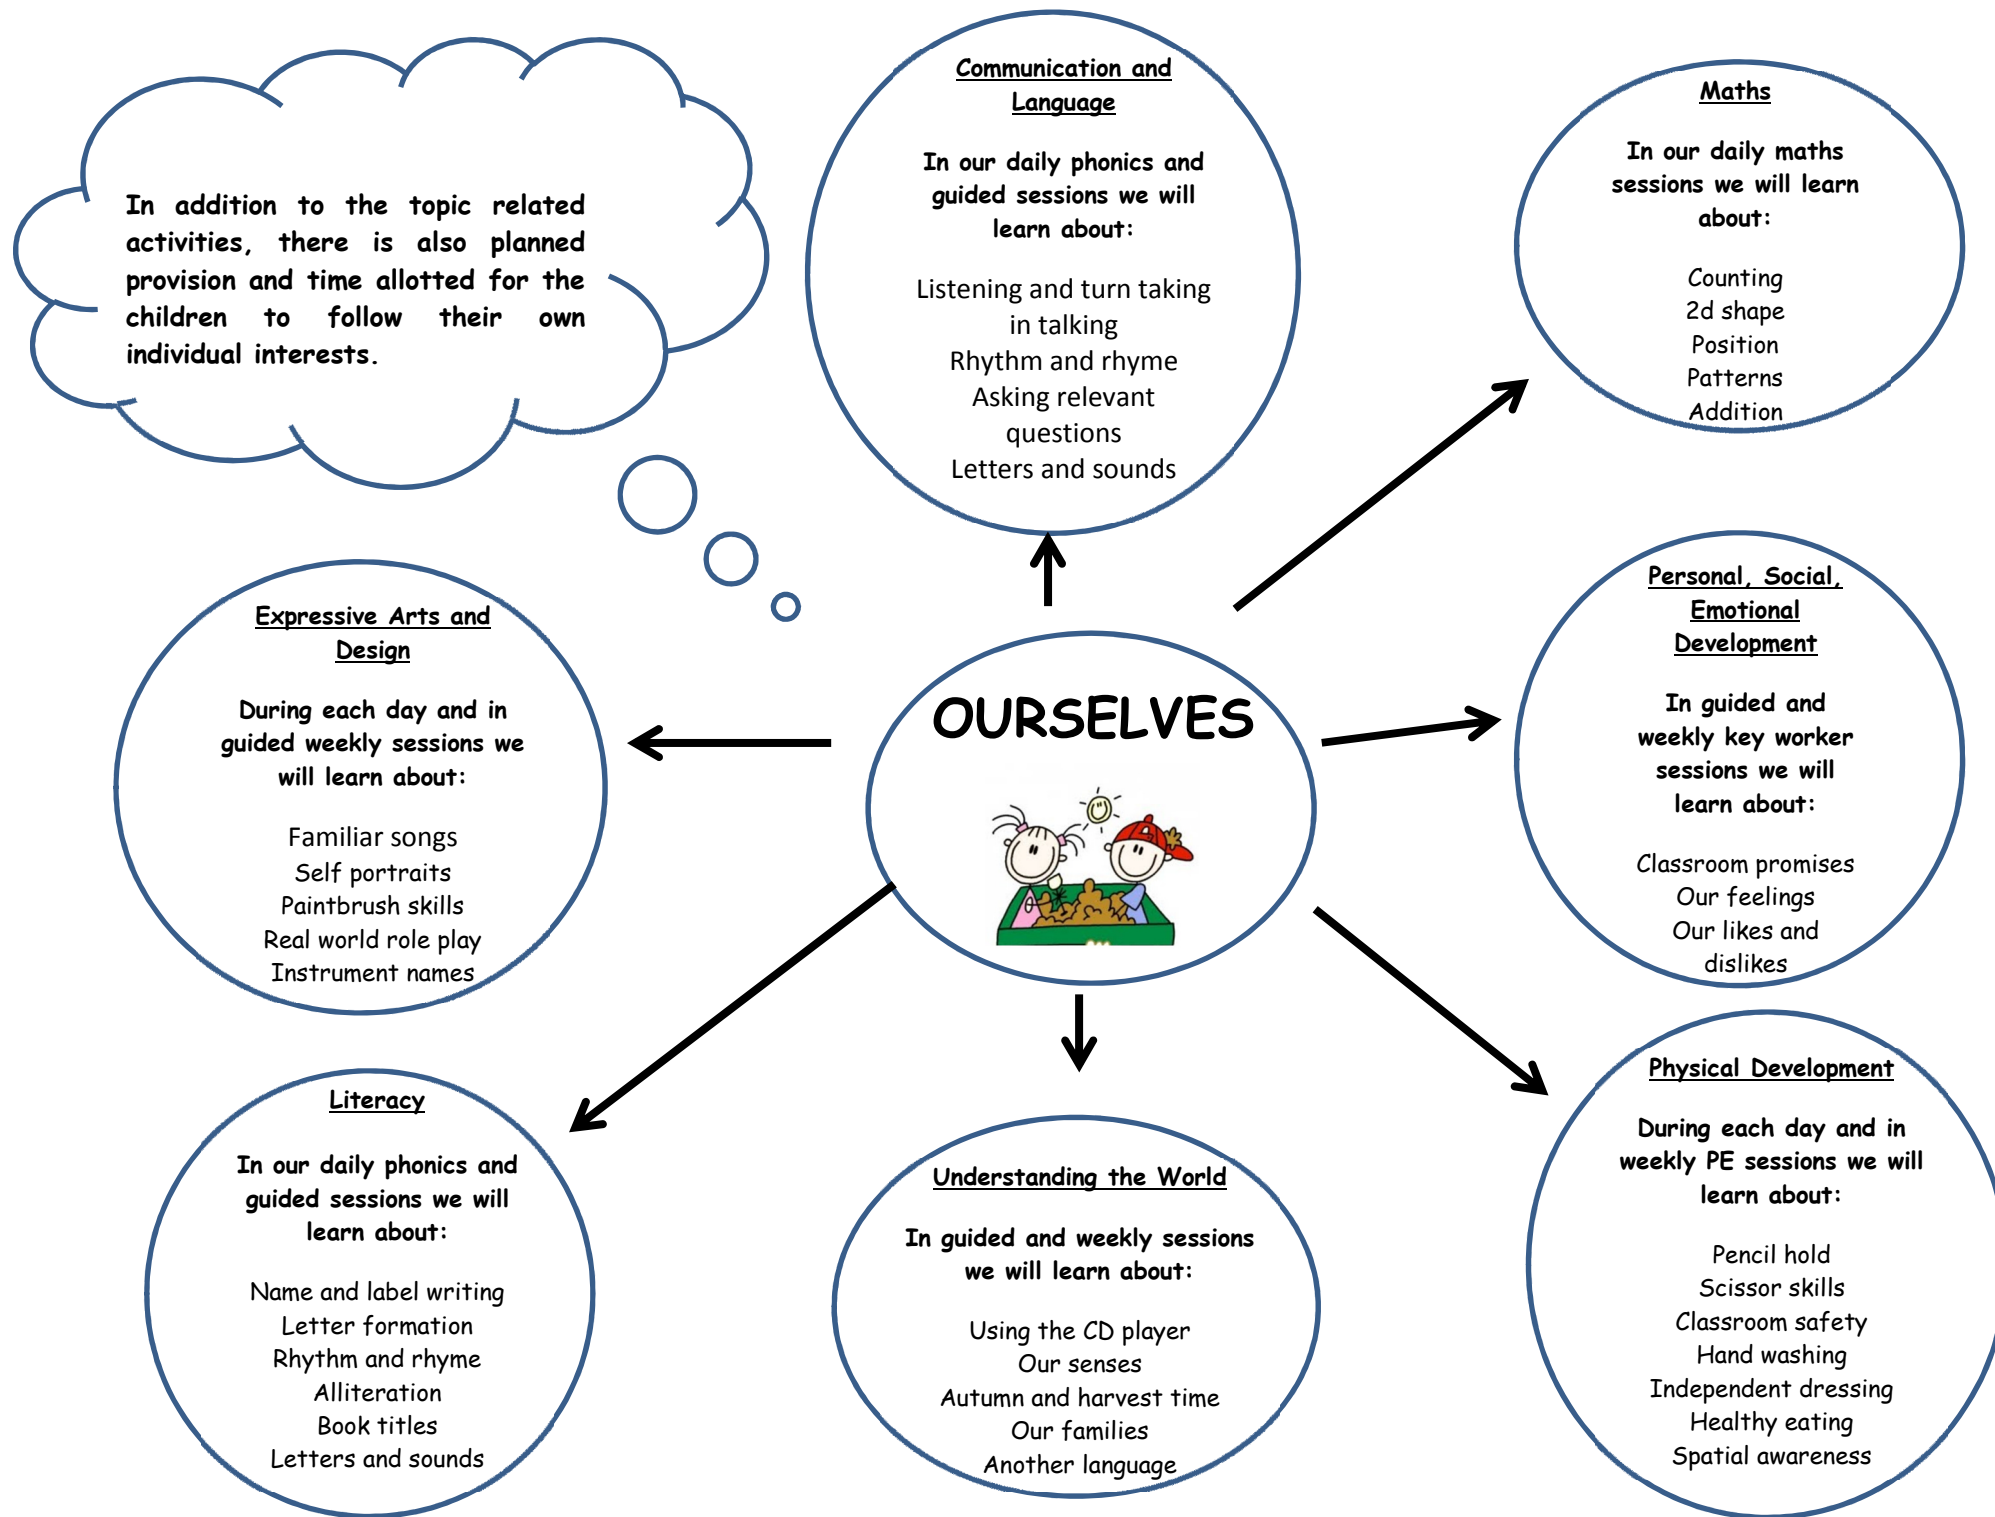 In addition to the topic related
activities, there is also planned
provision and time allotted for the
children to follow their own
individual interests.
Communication and
Language
In our daily phonics and
guided sessions we will
learn about:
Listening and turn taking
in talking
Rhythm and rhyme
Asking relevant
questions
Letters and sounds
Maths
In our daily maths
sessions we will learn
about:
Counting
2d shape
Position
Patterns
Addition
Expressive Arts and
Design
During each day and in
guided weekly sessions we
will learn about:
Familiar songs
Self portraits
Paintbrush skills
Real world role play
Instrument names
OURSELVES
Personal, Social,
Emotional
Development
In guided and
weekly key worker
sessions we will
learn about:
Classroom promises
Our feelings
Our likes and
dislikes
Literacy
In our daily phonics and
guided sessions we will
learn about:
Name and label writing
Letter formation
Rhythm and rhyme
Alliteration
Book titles
Letters and sounds
Understanding the World
In guided and weekly sessions
we will learn about:
Using the CD player
Our senses
Autumn and harvest time
Our families
Another language
Physical Development
During each day and in
weekly PE sessions we will
learn about:
Pencil hold
Scissor skills
Classroom safety
Hand washing
Independent dressing
Healthy eating
Spatial awareness